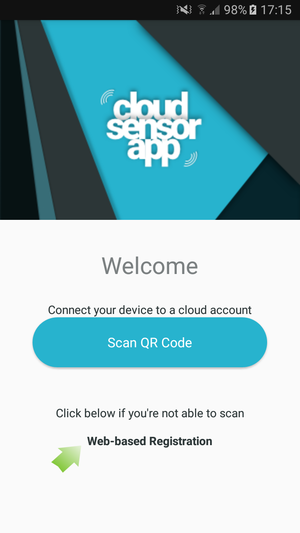 98% 17:15
cloud
sensor
app
Welcome
Connect your device to a cloud account
Scan QR Code
Click below if you're not able to scan
Web-based Registration